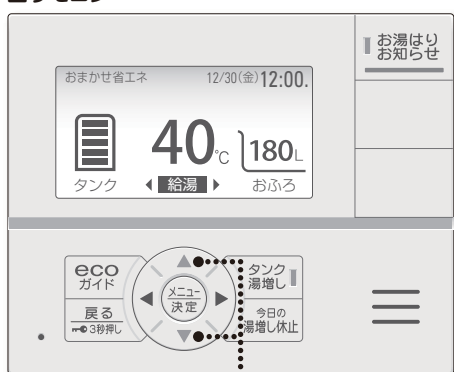 お湯はり
お知らせ
おまかせ省エネ 12/30(金)12:00.
40℃ 180L
タンク 給湯 おふろ
eco
ガイド
戻る
3秒押し
メニュー
決定
タンク
湯増し
今日の
湯増し休止